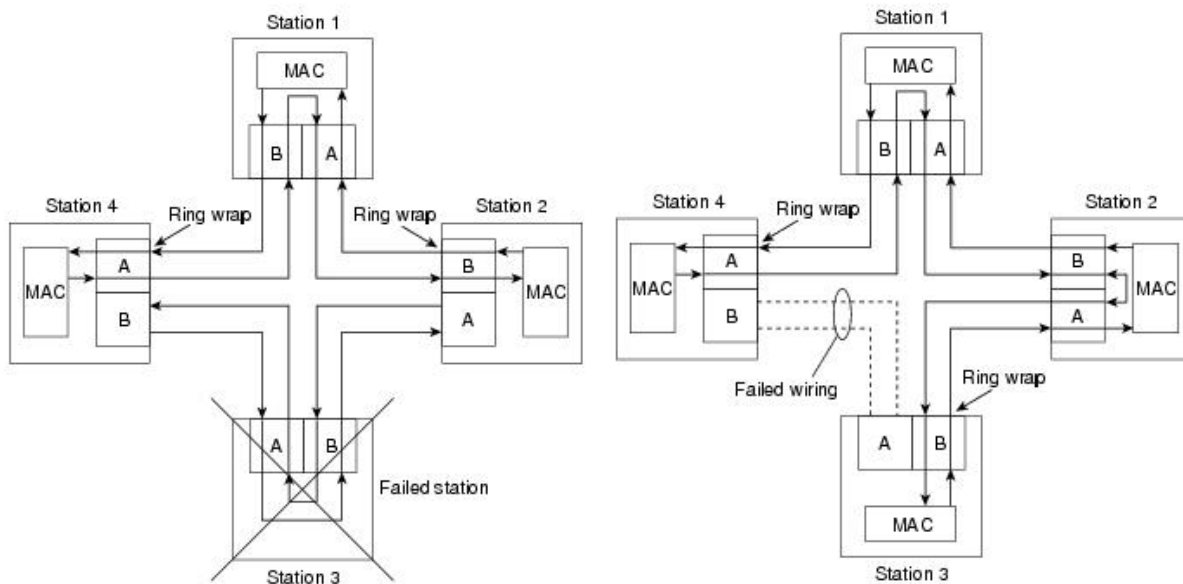 Station 1
MAC
B A
Station 4
Ring wrap
Ring wrap
Station 2
MAC
A
B
B
A
MAC
A B
Failed station
Station 3
Station 1
MAC
B A
Station 4
Ring wrap
Station 2
MAC
A
B
B
A
MAC
Failed wiring
Ring wrap
A B
MAC
Station 3